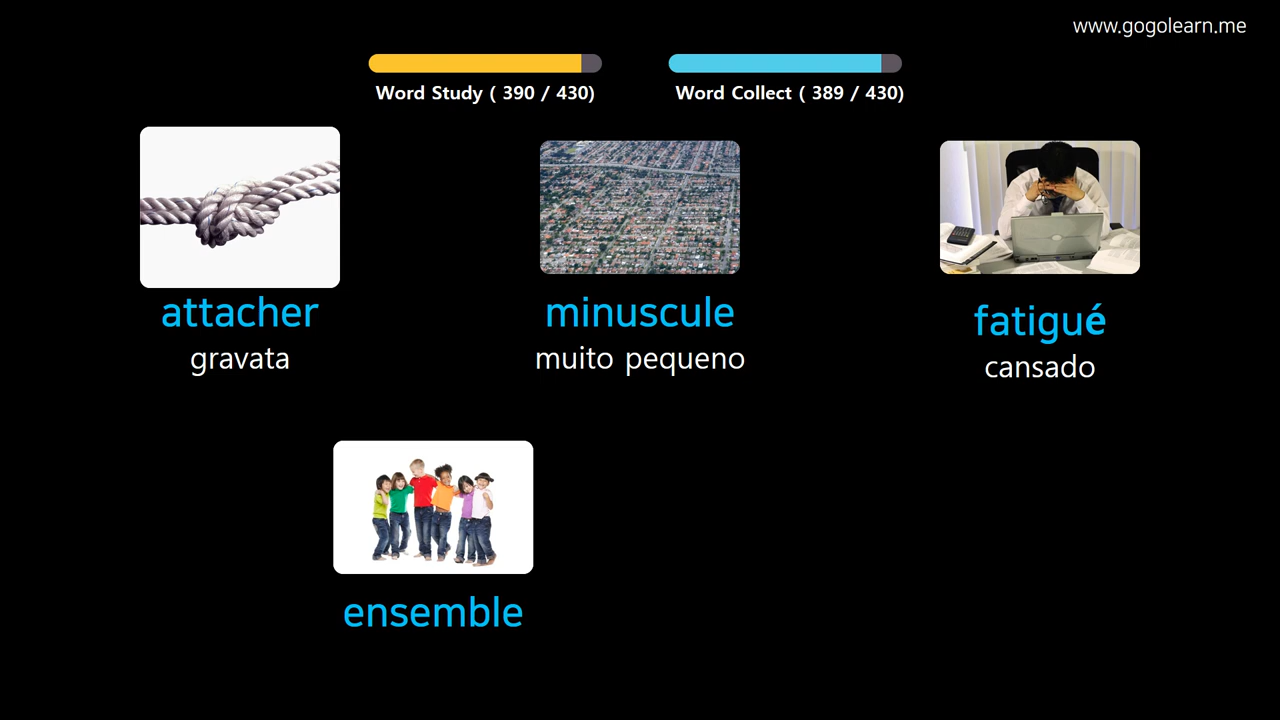 www.gogolearn.me
Word Study ( 390 / 430)
Word Collect ( 389 / 430)
attacher
gravata
minuscule
muito pequeno
fatigué
cansado
ensemble